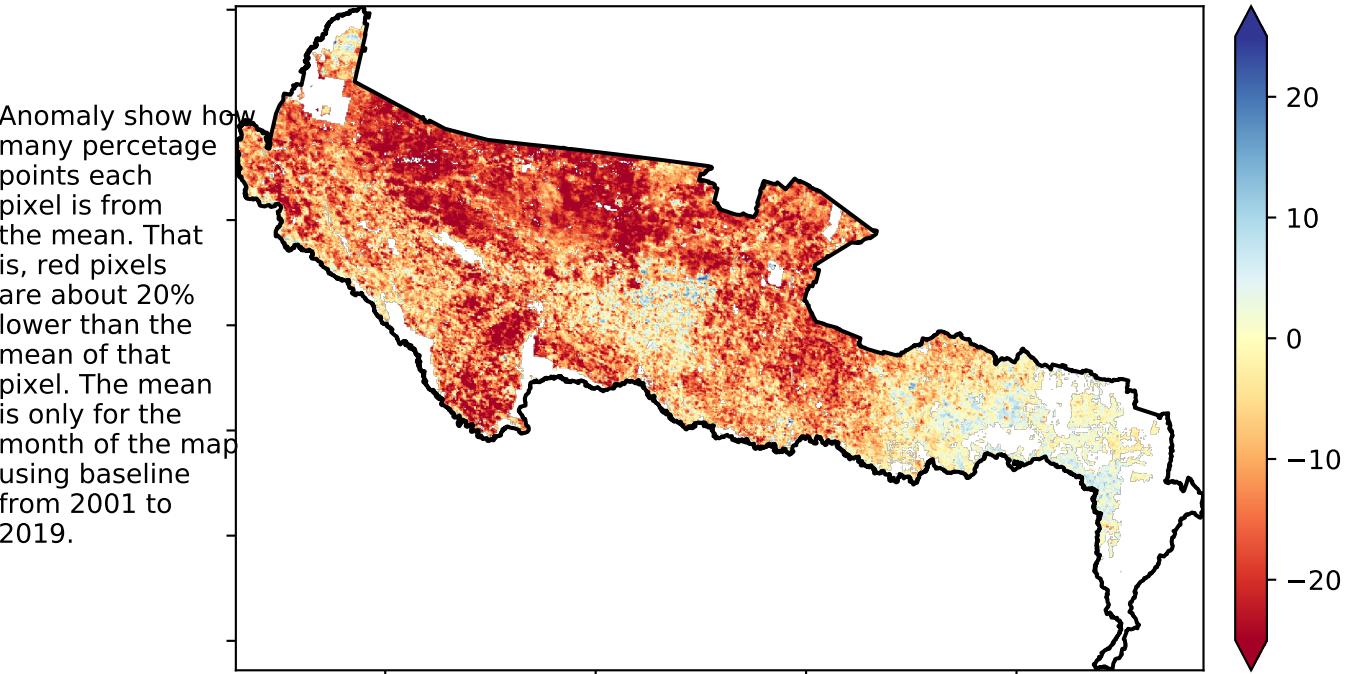 Anomaly show how
many percetage
points each
pixel is from
the mean. That
is, red pixels
are about 20%
lower than the
mean of that
pixel. The mean
is only for the
month of the map
using baseline
from 2001 to
2019.
20
10
0
−10
−20